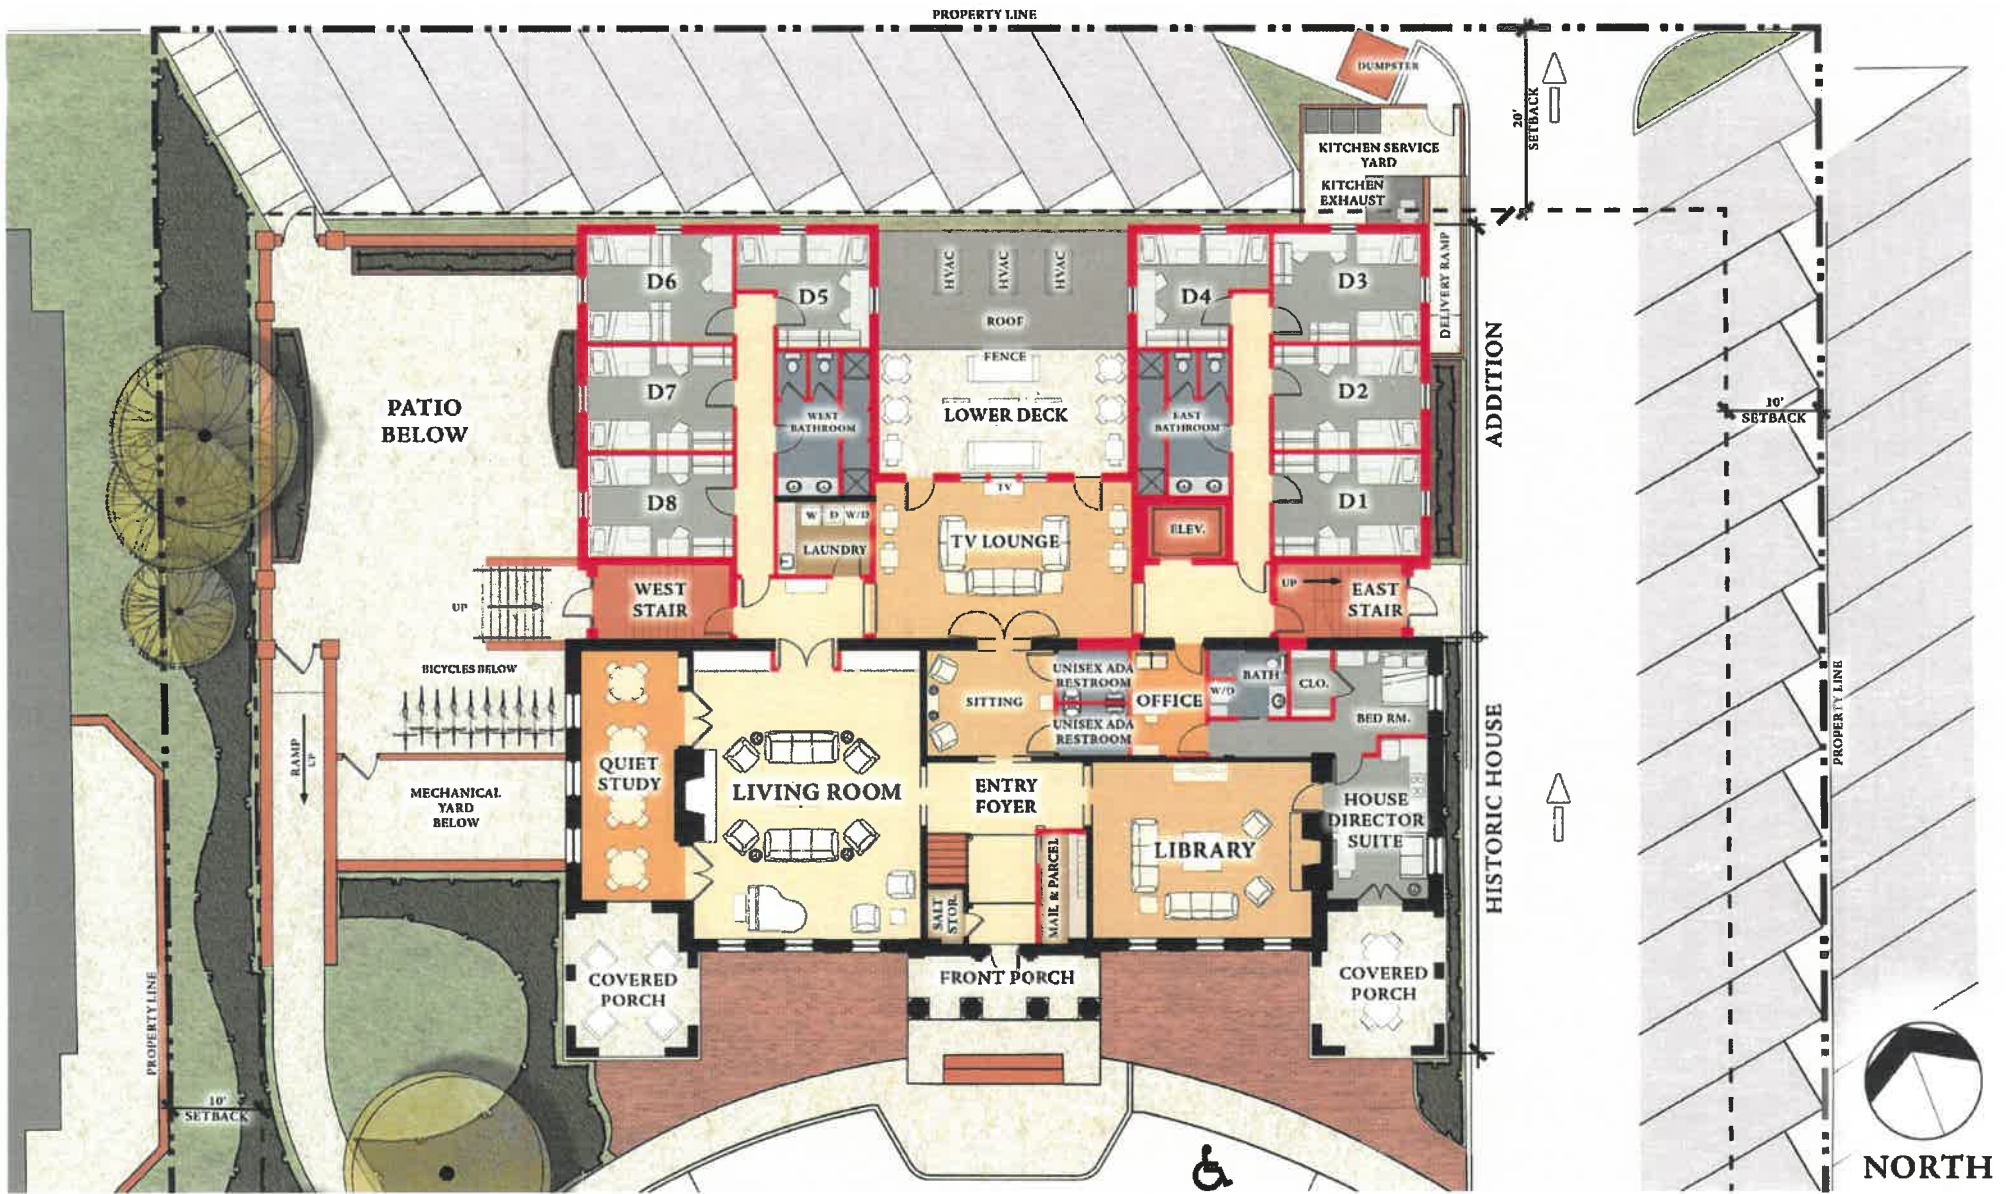 PROPERTY LINE
DUMPSTER
20'
SETBACK
KITCHEN SERVICE
YARD
KITCHEN
EXHAUST
DELIVERY RAMP
D6
D5
HVAC
HVAC
HVAC
ROOF
D4
D3
FENCE
LOWER DECK
ADDITION
10'
SETBACK
PATIO
BELOW
D7
WEST
BATHROOM
EAST
BATHROOM
D2
TV
D8
W
D
W/D
LAUNDRY
TV LOUNGE
ELEV.
D1
UP
WEST
STAIR
UP
EAST
STAIR
BICYCLES BELOW
SITTING
UNISEX ADA
RESTROOM
UNISEX ADA
RESTROOM
OFFICE
W/D
BATH
CLO.
BED RM.
HISTORIC HOUSE
PROPERTY LINE
RAMP
UP
QUIET
STUDY
LIVING ROOM
ENTRY
FOYER
MECHANICAL
YARD
BELOW
HOUSE
DIRECTOR
SUITE
LIBRARY
SALT
STOR.
MAIL & PARCEL
COVERED
PORCH
FRONT PORCH
COVERED
PORCH
PROPERTY LINE
10'
SETBACK
NORTH